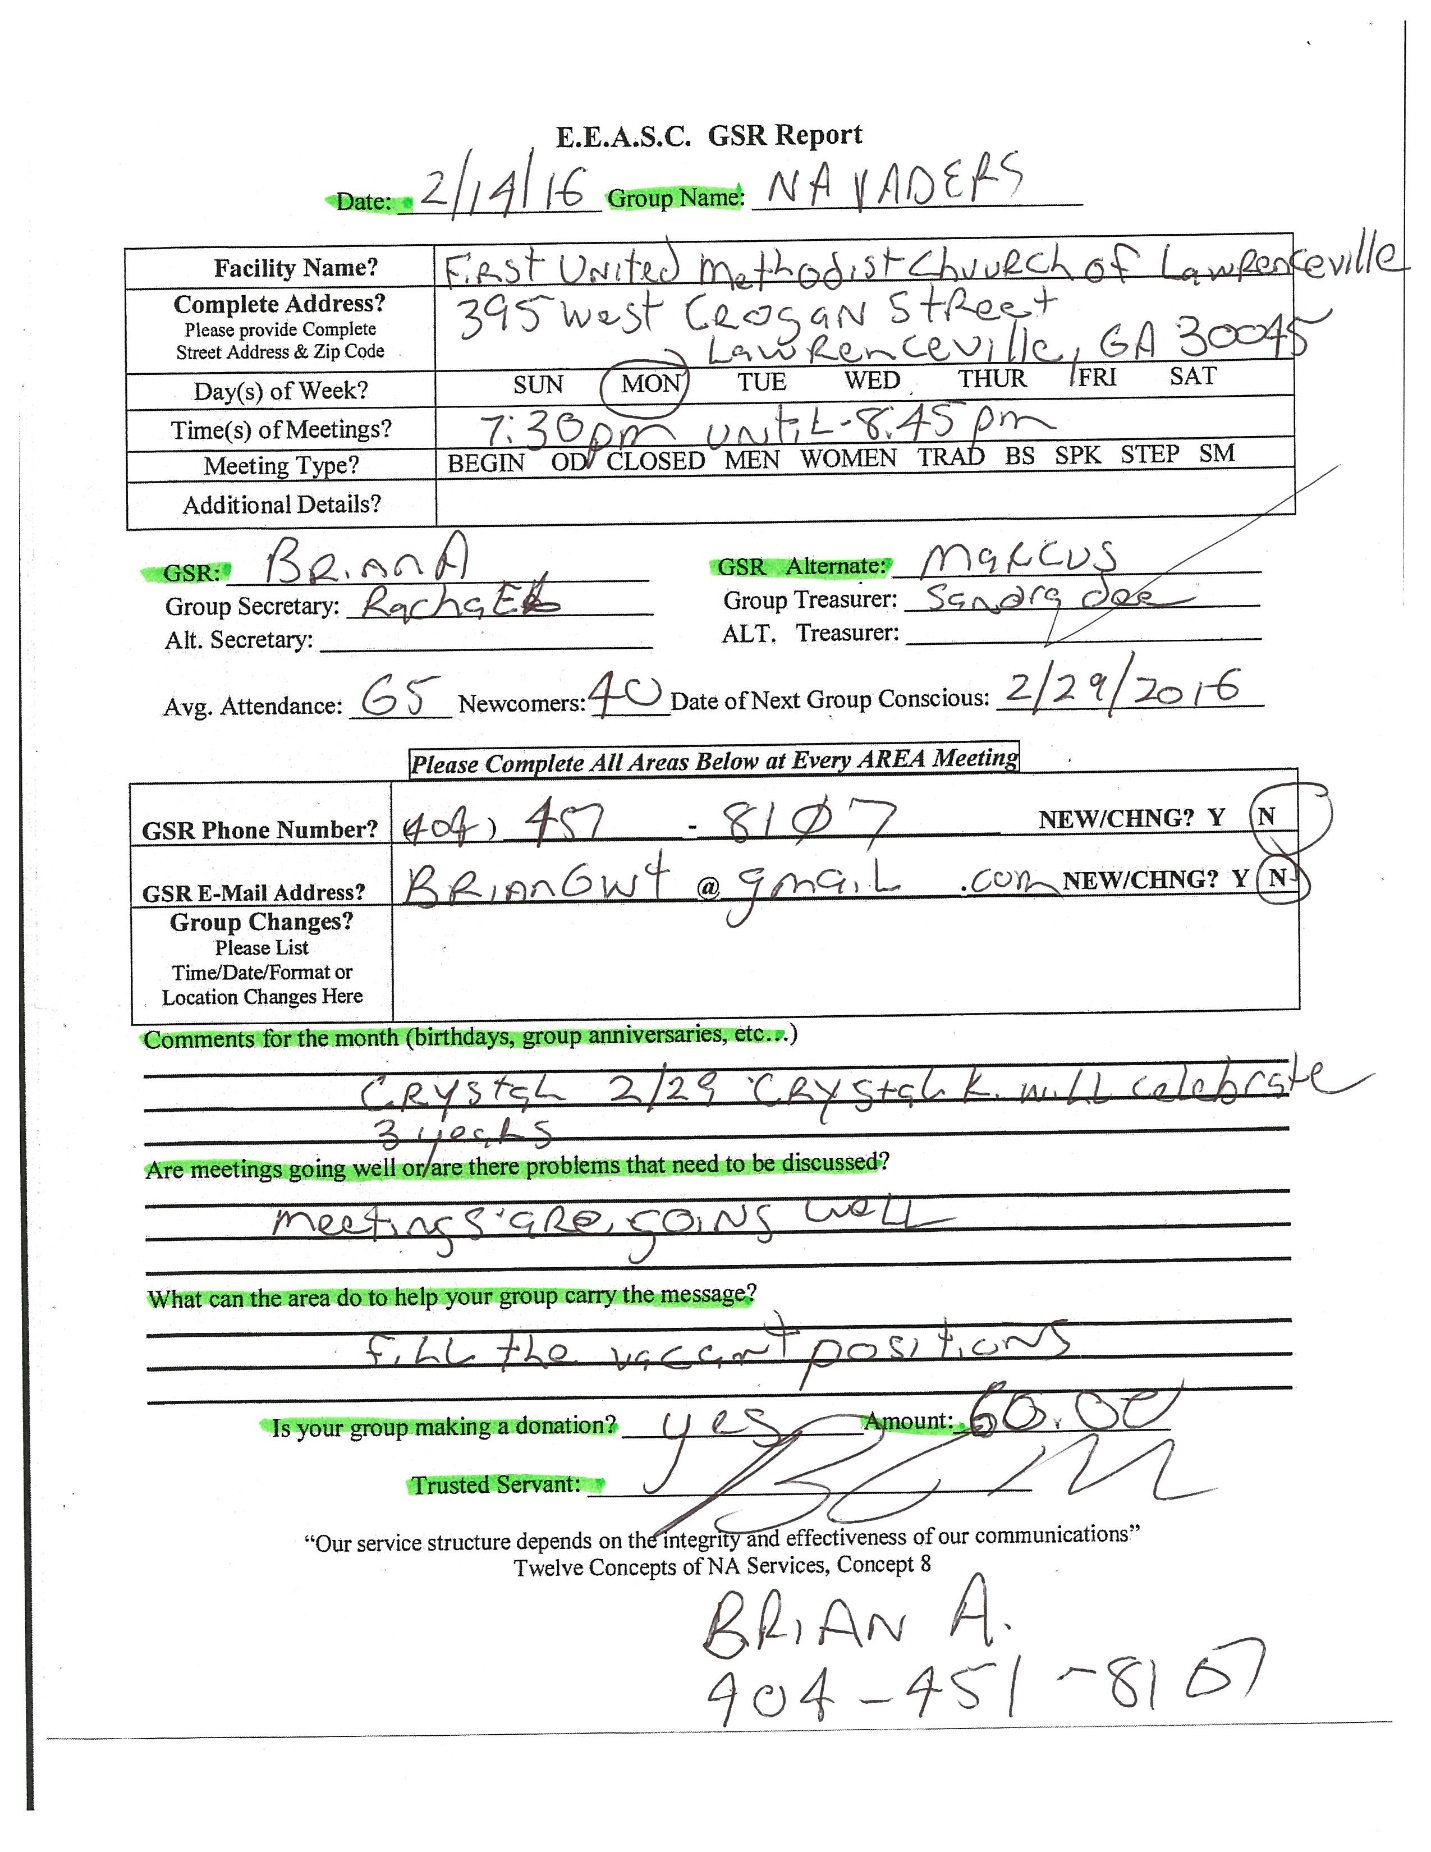 E.E.A.S.C. GSR Report
Date: 2/14/16 Group Name: NAVADERS
Facility Name? First United Methodist Chuurch of Lawrenceville
Complete Address? 395 West Crogan Street
Please provide Complete
Street Address & Zip Code Lawrenceville, GA 30045
Day(s) of Week? SUN MON TUE WED THUR FRI SAT
Time(s) of Meetings? 7:30pm until - 8:45 pm
Meeting Type? BEGIN OD CLOSED MEN WOMEN TRAD BS SPK STEP SM
Additional Details?
GSR: Brian A GSR Alternate: Marcus
Group Secretary: Rachael Group Treasurer: Sandra dee
Alt. Secretary: ALT. Treasurer:
Avg. Attendance: 65 Newcomers: 40 Date of Next Group Conscious: 2/29/2016
Please Complete All Areas Below at Every AREA Meeting
GSR Phone Number? (404) 451 - 8107 NEW/CHNG? Y N
GSR E-Mail Address? BRIANGWt @ gmail .com NEW/CHNG? Y N
Group Changes?
Please List
Time/Date/Format or
Location Changes Here
Comments for the month (birthdays, group anniversaries, etc...)
Crystal 2/29 Crystal K. will celebrate
3 years
Are meetings going well or/are there problems that need to be discussed?
meetings are going well
What can the area do to help your group carry the message?
fill the vacant positions
Is your group making a donation? yes Amount: 60.00
Trusted Servant:
“Our service structure depends on the integrity and effectiveness of our communications”
Twelve Concepts of NA Services, Concept 8
BRIAN A.
404-451-8107